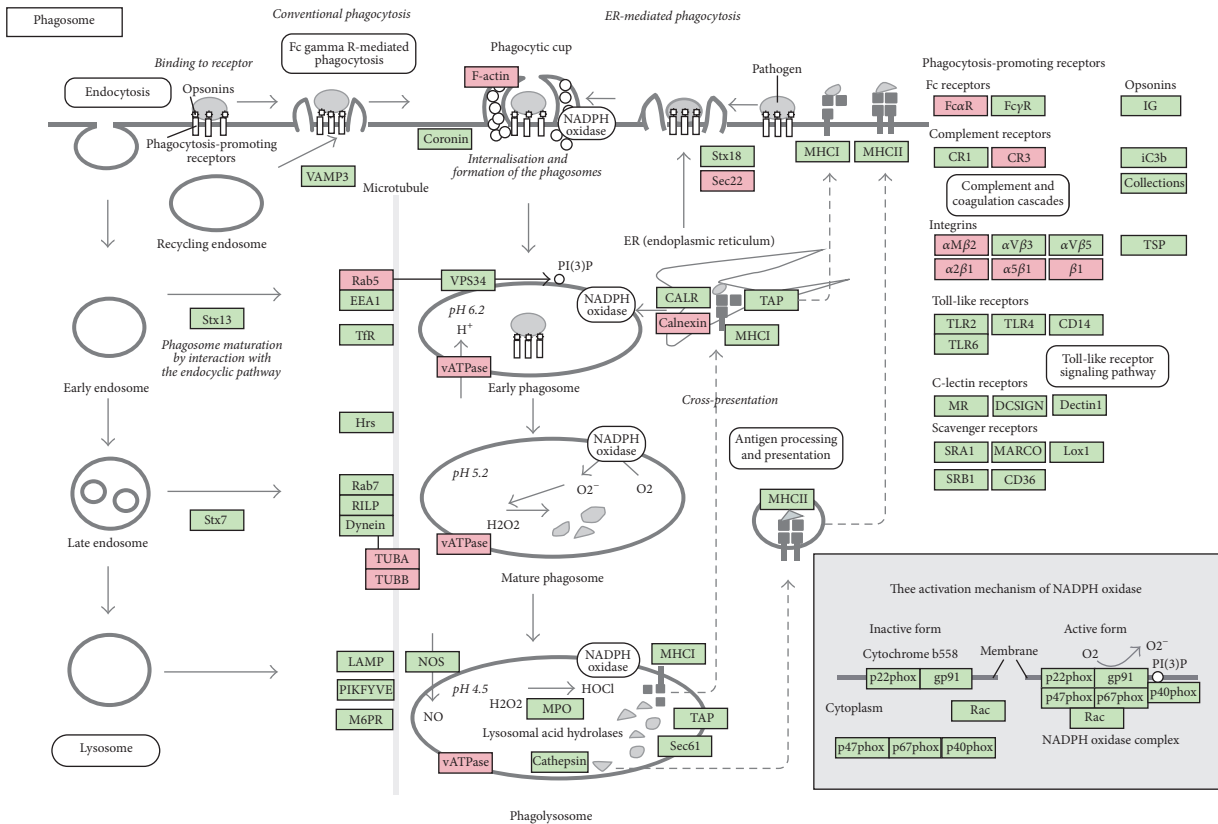 Phagosome
Conventional phagocytosis
ER-mediated phagocytosis
Binding to receptor
Fc gamma R-mediated
phagocytosis
Phagocytic cup
F-actin
Endocytosis
Opsonins
Pathogen
NADPH
oxidase
Phagocytosis-promoting
receptors
Coronin
VAMP3
Internalisation and
formation of the phagosomes
Stx18
Sec22
MHCI
MHCII
Microtubule
Recycling endosome
ER (endoplasmic reticulum)
Phagocytosis-promoting receptors
Fc receptors
Opsonins
FcαR
FcγR
IG
Complement receptors
CR1
CR3
iC3b
Collections
Complement and
coagulation cascades
Integrins
αMβ2
αVβ3
αVβ5
TSP
α2β1
α5β1
β1
Toll-like receptors
TLR2
TLR4
CD14
TLR6
Toll-like receptor
signaling pathway
C-lectin receptors
MR
DCSIGN
Dectin1
Scavenger receptors
SRA1
MARCO
Lox1
SRB1
CD36
Rab5
VPS34
PI(3)P
EEA1
Stx13
TfR
pH 6.2
H+
NADPH
oxidase
CALR
TAP
Calnexin
MHCI
Phagosome maturation
by interaction with
the endocyclic pathway
vATPase
Early endosome
Early phagosome
Cross-presentation
Hrs
NADPH
oxidase
Antigen processing
and presentation
pH 5.2
O2−
O2
Rab7
RILP
Dynein
Stx7
H2O2
MHCII
vATPase
Late endosome
TUBA
TUBB
Mature phagosome
LAMP
NOS
NADPH
oxidase
MHCI
PIKFYVE
pH 4.5
HOCl
H2O2
MPO
M6PR
NO
TAP
Lysosomal acid hydrolases
Sec61
Lysosome
vATPase
Cathepsin
Phagolysosome
Thee activation mechanism of NADPH oxidase
Inactive form
Active form
Cytochrome b558
Membrane
O2
O2−
PI(3)P
p22phox
gp91
p22phox
gp91
p47phox
p67phox
p40phox
Cytoplasm
Rac
Rac
p47phox
p67phox
p40phox
NADPH oxidase complex